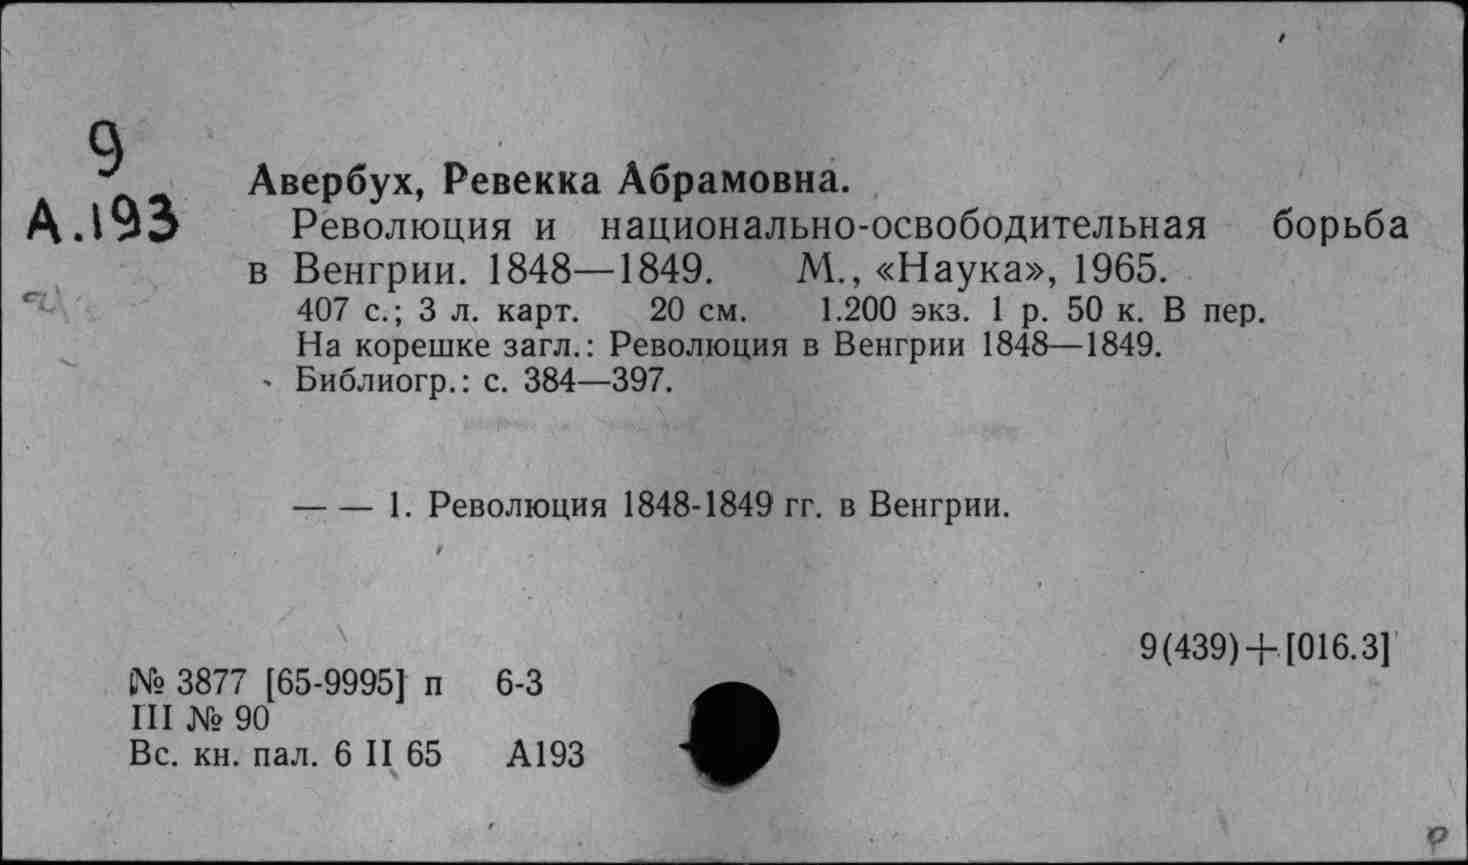 9
А.193
Авербух, Ревекка Абрамовна.
Революция и национально-освободительная борьба
в Венгрии. 1848—1849. М., «Наука», 1965.
407 с.; 3 л. карт. 20 см. 1.200 экз. 1 р. 50 к. В пер.
На корешке загл.: Революция в Венгрии 1848—1849.
Библиогр.: с. 384—397.
— — 1. Революция 1848-1849 гг. в Венгрии.
9(439)+[016.3]
№ 3877 [65-9995] п 6-3
III № 90
Вс. кн. пал. 6 II 65 А193